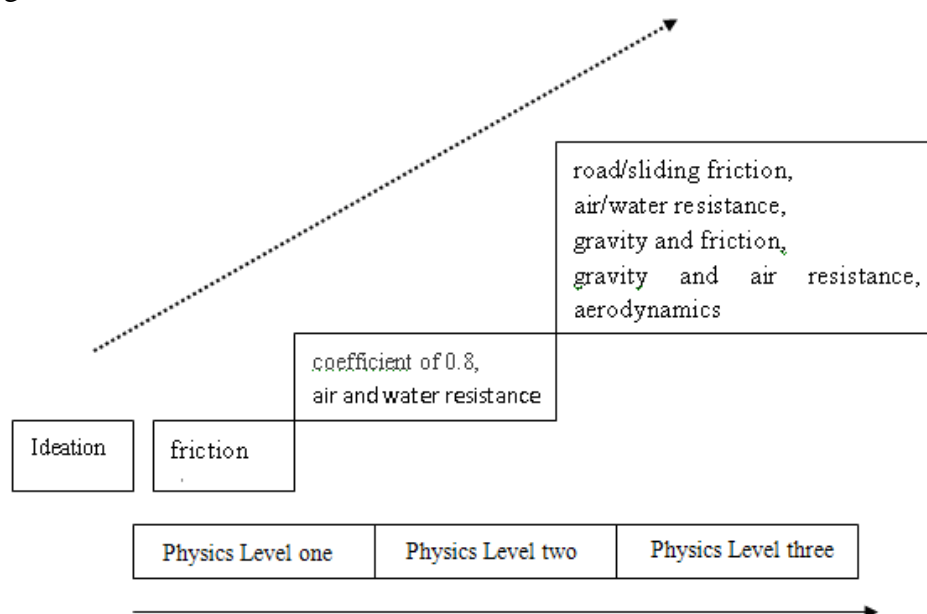 road/sliding friction,
air/water resistance,
gravity and friction,
gravity and air resistance,
aerodynamics
coefficient of 0.8,
air and water resistance
Ideation
friction
Physics Level one
Physics Level two
Physics Level three